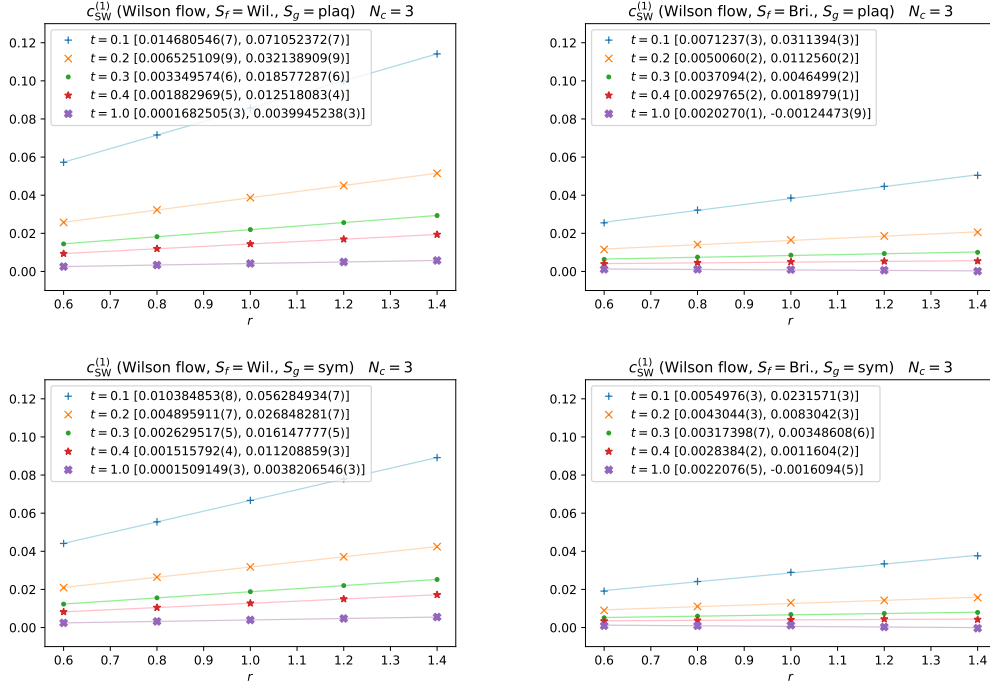 c_SW^(1) (Wilson flow, S_f = Wil., S_g = plaq) N_c = 3
0.12
0.10
0.08
0.06
0.04
0.02
0.00
t = 0.1 [0.014680546(7), 0.071052372(7)]
t = 0.2 [0.006525109(9), 0.032138909(9)]
t = 0.3 [0.003349574(6), 0.018577287(6)]
t = 0.4 [0.001882969(5), 0.012518083(4)]
t = 1.0 [0.0001682505(3), 0.0039945238(3)]
0.6 0.7 0.8 0.9 1.0 1.1 1.2 1.3 1.4
r
c_SW^(1) (Wilson flow, S_f = Bri., S_g = plaq) N_c = 3
0.12
0.10
0.08
0.06
0.04
0.02
0.00
t = 0.1 [0.0071237(3), 0.0311394(3)]
t = 0.2 [0.0050060(2), 0.0112560(2)]
t = 0.3 [0.0037094(2), 0.0046499(2)]
t = 0.4 [0.0029765(2), 0.0018979(1)]
t = 1.0 [0.0020270(1), -0.00124473(9)]
0.6 0.7 0.8 0.9 1.0 1.1 1.2 1.3 1.4
r
c_SW^(1) (Wilson flow, S_f = Wil., S_g = sym) N_c = 3
0.12
0.10
0.08
0.06
0.04
0.02
0.00
t = 0.1 [0.010384853(8), 0.056284934(7)]
t = 0.2 [0.004895911(7), 0.026848281(7)]
t = 0.3 [0.002629517(5), 0.016147777(5)]
t = 0.4 [0.001515792(4), 0.011208859(3)]
t = 1.0 [0.0001509149(3), 0.0038206546(3)]
0.6 0.7 0.8 0.9 1.0 1.1 1.2 1.3 1.4
r
c_SW^(1) (Wilson flow, S_f = Bri., S_g = sym) N_c = 3
0.12
0.10
0.08
0.06
0.04
0.02
0.00
t = 0.1 [0.0054976(3), 0.0231571(3)]
t = 0.2 [0.0043044(3), 0.0083042(3)]
t = 0.3 [0.00317398(7), 0.00348608(6)]
t = 0.4 [0.0028384(2), 0.0011604(2)]
t = 1.0 [0.0022076(5), -0.0016094(5)]
0.6 0.7 0.8 0.9 1.0 1.1 1.2 1.3 1.4
r